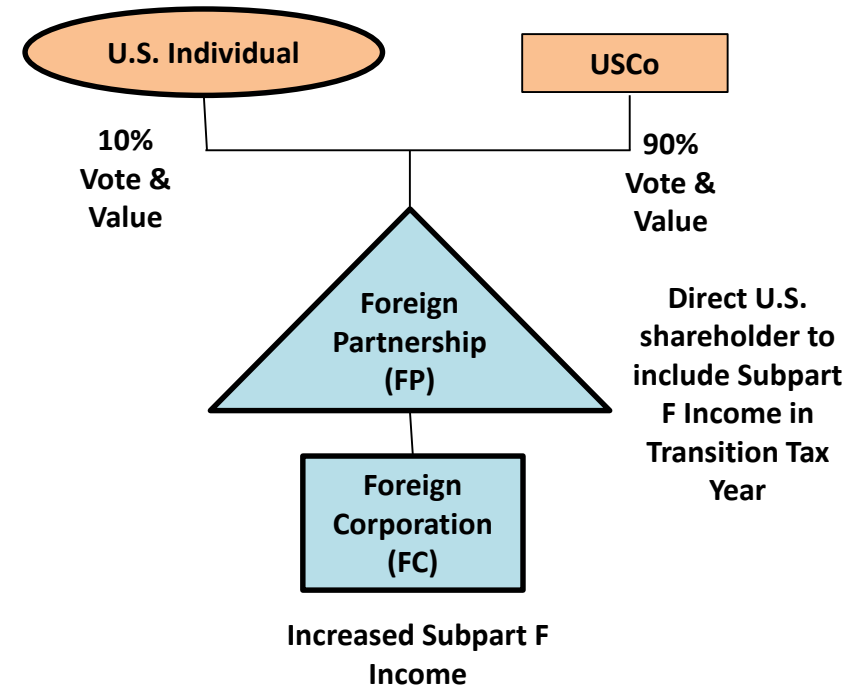 U.S. Individual
USCo
10%
Vote &
Value
90%
Vote &
Value
Foreign
Partnership
(FP)
Direct U.S.
shareholder to
include Subpart
F Income in
Transition Tax
Year
Foreign
Corporation
(FC)
Increased Subpart F
Income